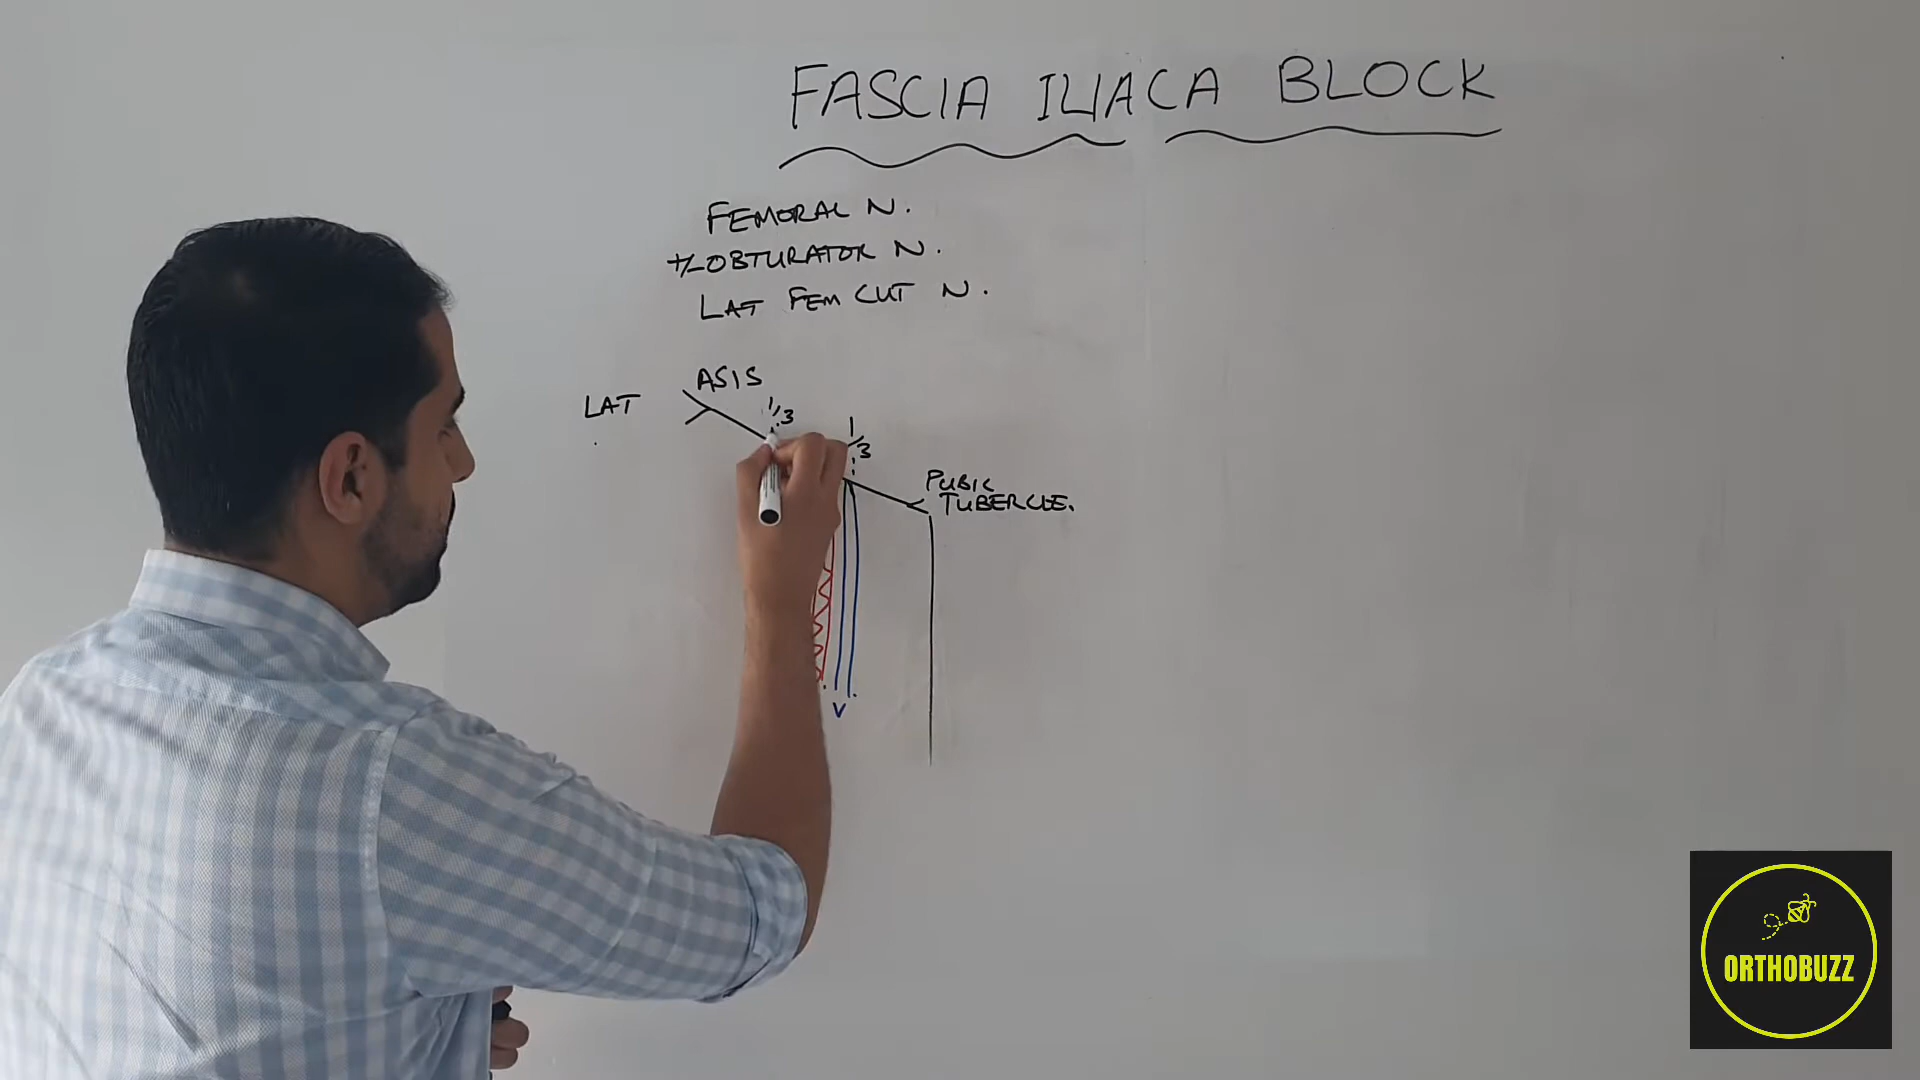 FASCIA ILIACA BLOCK
FEMORAL N.
+/- OBTURATOR N.
LAT FEM CUT N.
ASIS
LAT
1/3
1/3
PUBIC
TUBERCLE.
V
ORTHOBUZZ